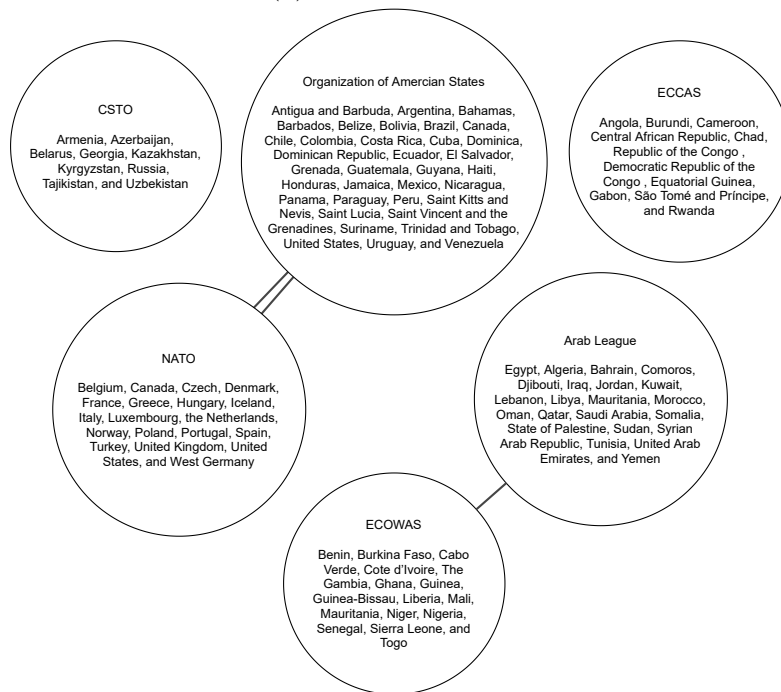 Organization of Amercian States
Antigua and Barbuda, Argentina, Bahamas,
Barbados, Belize, Bolivia, Brazil, Canada,
Chile, Colombia, Costa Rica, Cuba, Dominica,
Dominican Republic, Ecuador, El Salvador,
Grenada, Guatemala, Guyana, Haiti,
Honduras, Jamaica, Mexico, Nicaragua,
Panama, Paraguay, Peru, Saint Kitts and
Nevis, Saint Lucia, Saint Vincent and the
Grenadines, Suriname, Trinidad and Tobago,
United States, Uruguay, and Venezuela
CSTO
Armenia, Azerbaijan,
Belarus, Georgia, Kazakhstan,
Kyrgyzstan, Russia,
Tajikistan, and Uzbekistan
ECCAS
Angola, Burundi, Cameroon,
Central African Republic, Chad,
Republic of the Congo ,
Democratic Republic of the
Congo , Equatorial Guinea,
Gabon, São Tomé and Príncipe,
and Rwanda
NATO
Belgium, Canada, Czech, Denmark,
France, Greece, Hungary, Iceland,
Italy, Luxembourg, the Netherlands,
Norway, Poland, Portugal, Spain,
Turkey, United Kingdom, United
States, and West Germany
Arab League
Egypt, Algeria, Bahrain, Comoros,
Djibouti, Iraq, Jordan, Kuwait,
Lebanon, Libya, Mauritania, Morocco,
Oman, Qatar, Saudi Arabia, Somalia,
State of Palestine, Sudan, Syrian
Arab Republic, Tunisia, United Arab
Emirates, and Yemen
ECOWAS
Benin, Burkina Faso, Cabo
Verde, Cote d'Ivoire, The
Gambia, Ghana, Guinea,
Guinea-Bissau, Liberia, Mali,
Mauritania, Niger, Nigeria,
Senegal, Sierra Leone, and
Togo